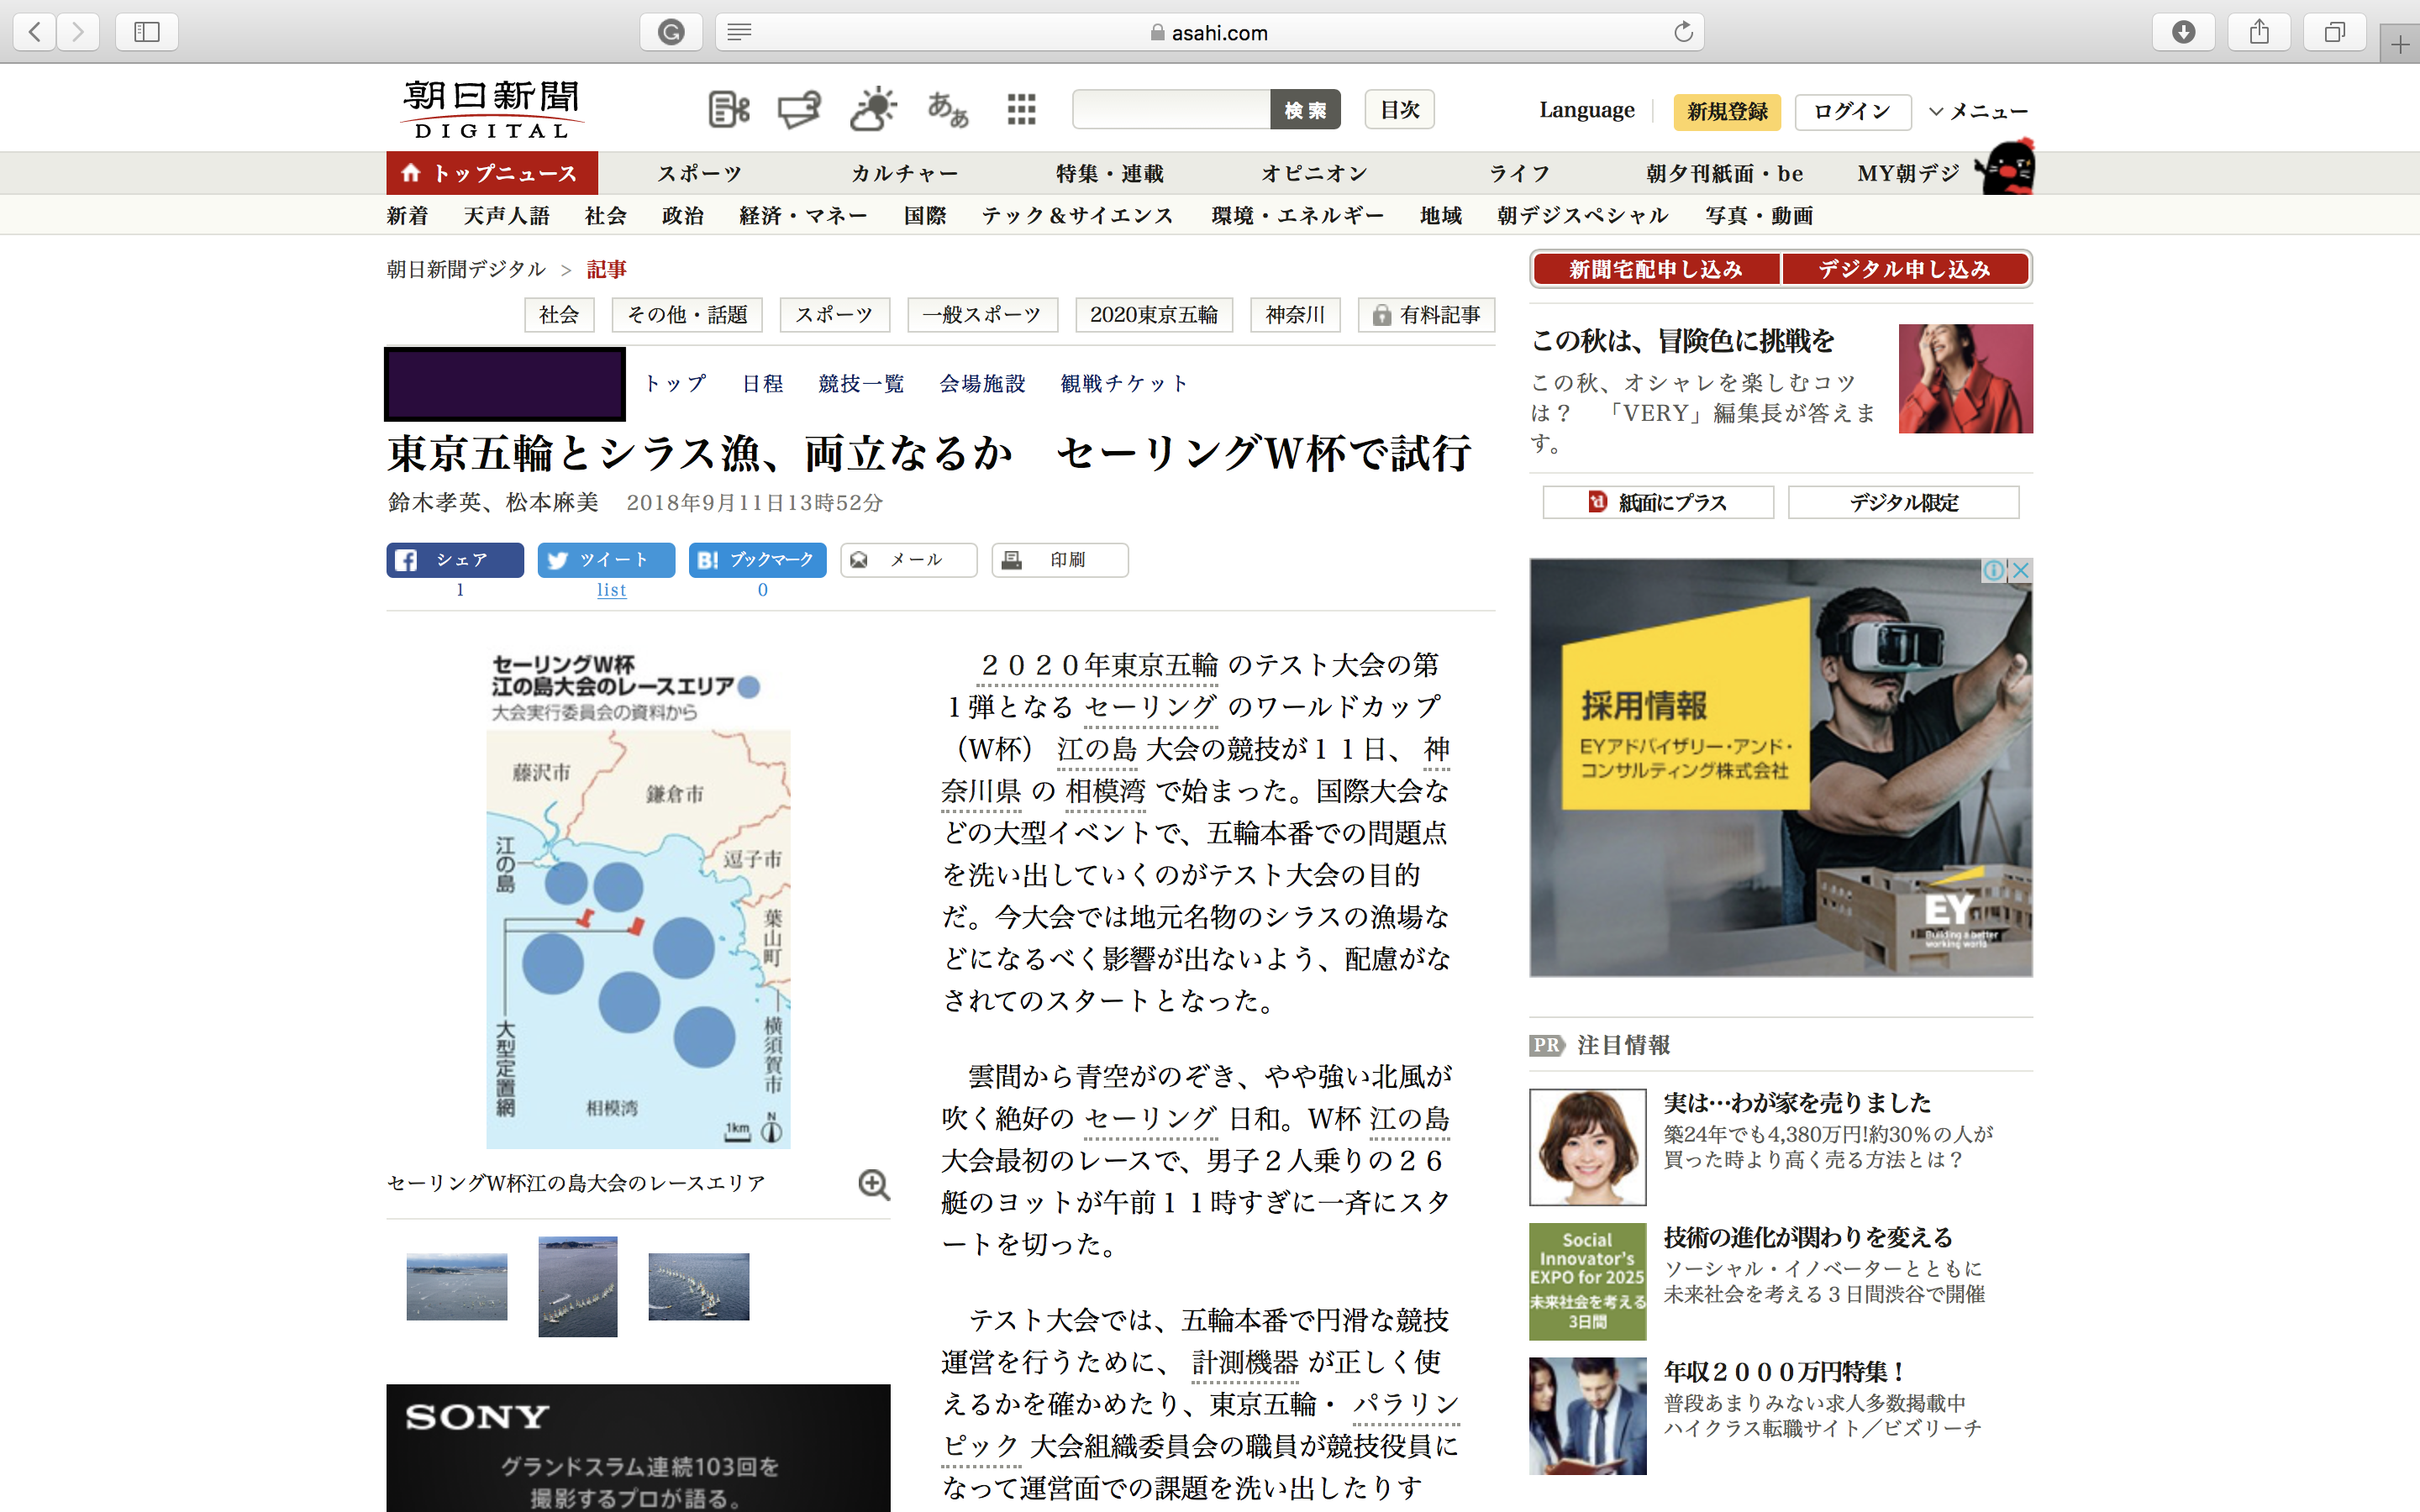 asahi.com
朝日新聞
DIGITAL
ああ
検索
目次
Language
新規登録
ログイン
メニュー
トップニュース
スポーツ
カルチャー
特集・連載
オピニオン
ライフ
朝夕刊紙面・be
MY朝デジ
新着
天声人語
社会
政治
経済・マネー
国際
テック＆サイエンス
環境・エネルギー
地域
朝デジスペシャル
写真・動画
朝日新聞デジタル > 記事
社会
その他・話題
スポーツ
一般スポーツ
2020東京五輪
神奈川
有料記事
トップ
日程
競技一覧
会場施設
観戦チケット
東京五輪とシラス漁、両立なるか　セーリングW杯で試行
鈴木孝英、松本麻美　2018年9月11日13時52分
シェア
ツイート
B! ブックマーク
メール
印刷
1
list
0
セーリングW杯
江の島大会のレースエリア
大会実行委員会の資料から
藤沢市
鎌倉市
江の島
逗子市
葉山町
横須賀市
大型定置網
相模湾
1km
N
セーリングW杯江の島大会のレースエリア
SONY
グランドスラム連続103回を
撮影するプロが語る。
２０２０年東京五輪 のテスト大会の第
１弾となる セーリング のワールドカップ
（W杯） 江の島 大会の競技が１１日、 神
奈川県 の 相模湾 で始まった。国際大会な
どの大型イベントで、五輪本番での問題点
を洗い出していくのがテスト大会の目的
だ。今大会では地元名物のシラスの漁場な
どになるべく影響が出ないよう、配慮がな
されてのスタートとなった。
雲間から青空がのぞき、やや強い北風が
吹く絶好の セーリング 日和。W杯 江の島
大会最初のレースで、男子２人乗りの２６
艇のヨットが午前１１時すぎに一斉にスタ
ートを切った。
テスト大会では、五輪本番で円滑な競技
運営を行うために、 計測機器 が正しく使
えるかを確かめたり、東京五輪・ パラリン
ピック 大会組織委員会の職員が競技役員に
なって運営面での課題を洗い出したりす
新聞宅配申し込み
デジタル申し込み
この秋は、冒険色に挑戦を
この秋、オシャレを楽しむコツ
は？　「VERY」編集長が答えま
す。
紙面にプラス
デジタル限定
採用情報
EYアドバイザリー・アンド・
コンサルティング株式会社
EY
Building a better
working world
PR 注目情報
実は…わが家を売りました
築24年でも4,380万円!約30%の人が
買った時より高く売る方法とは？
Social
Innovator's
EXPO for 2025
未来社会を考える
3日間
技術の進化が関わりを変える
ソーシャル・イノベーターとともに
未来社会を考える３日間渋谷で開催
年収２０００万円特集！
普段あまりみない求人多数掲載中
ハイクラス転職サイト／ビズリーチ